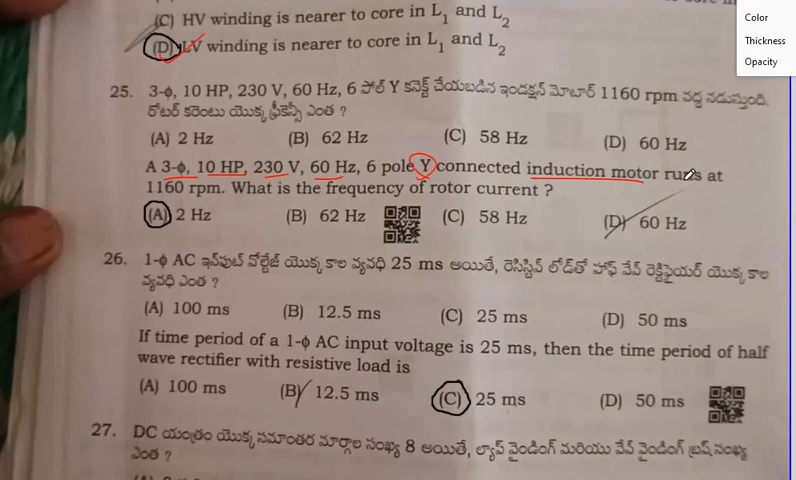 (C) HV winding is nearer to core in L1 and L2
(D) LV winding is nearer to core in L1 and L2
25. 3-ϕ, 10 HP, 230 V, 60 Hz, 6 పోల్ Y కనెక్ట్ చేయబడిన ఇండక్షన్ మోటార్ 1160 rpm వద్ద నడుస్తుంది.
రోటర్ కరెంటు యొక్క ఫ్రీక్వెన్సీ ఎంత ?
(A) 2 Hz (B) 62 Hz (C) 58 Hz (D) 60 Hz
A 3-ϕ, 10 HP, 230 V, 60 Hz, 6 pole Y connected induction motor runs at
1160 rpm. What is the frequency of rotor current ?
(A) 2 Hz (B) 62 Hz (C) 58 Hz (D) 60 Hz
26. 1-ϕ AC ఇన్‌పుట్ వోల్టేజ్ యొక్క కాల వ్యవధి 25 ms అయితే, రెసిస్టివ్ లోడ్‌తో హాఫ్ వేవ్ రెక్టిఫైయర్ యొక్క కాల
వ్యవధి ఎంత ?
(A) 100 ms (B) 12.5 ms (C) 25 ms (D) 50 ms
If time period of a 1-ϕ AC input voltage is 25 ms, then the time period of half
wave rectifier with resistive load is
(A) 100 ms (B) 12.5 ms (C) 25 ms (D) 50 ms
27. DC యంత్రం యొక్క సమాంతర మార్గాల సంఖ్య 8 అయితే, ల్యాప్ వైండింగ్ మరియు వేవ్ వైండింగ్ బ్రష్ సంఖ్య
ఎంత ?
Color
Thickness
Opacity